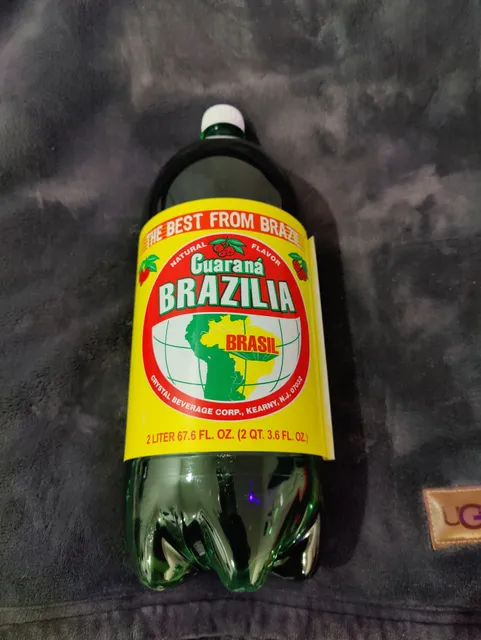 THE BEST FROM BRAZIL
NATURAL FLAVOR
Guaraná
BRAZILIA
BRASIL
CRYSTAL BEVERAGE CORP., KEARNY, N.J. 07032
2 LITER 67.6 FL. OZ. (2 QT. 3.6 FL. OZ.)
UG